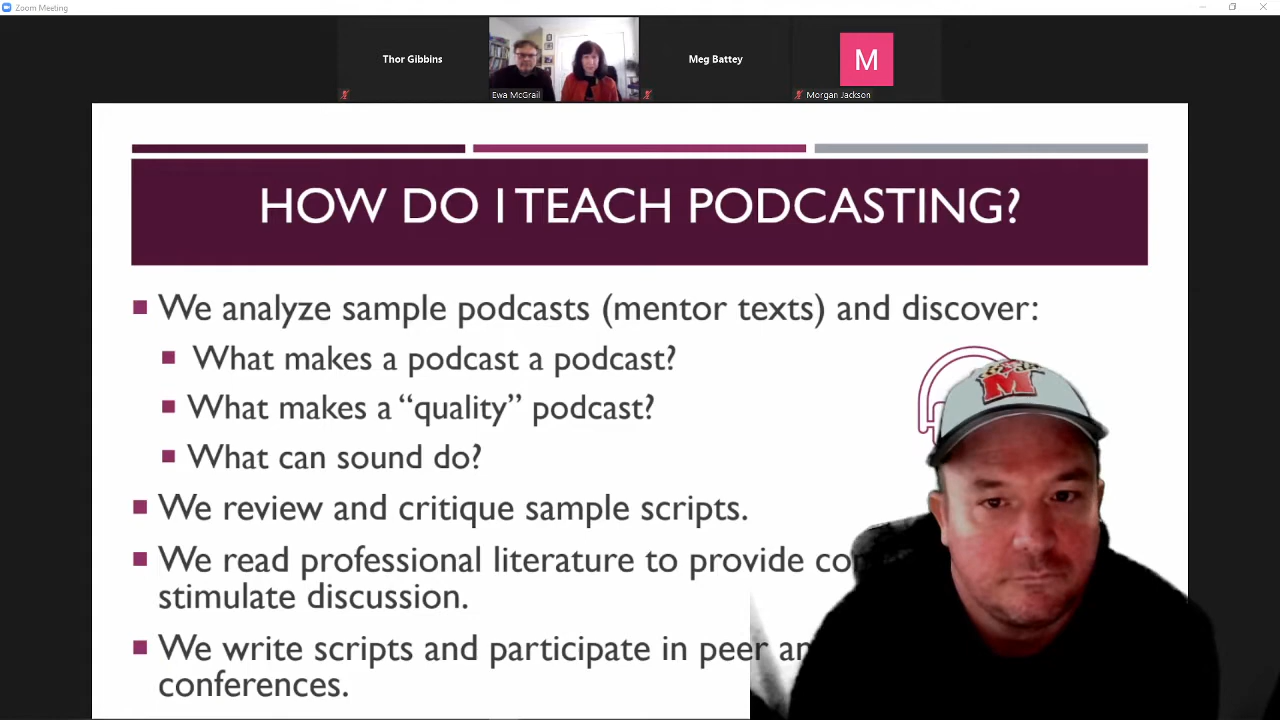 Zoom Meeting
Thor Gibbins
Meg Battey
M
Ewa McGrail
Morgan Jackson
HOW DO I TEACH PODCASTING?
We analyze sample podcasts (mentor texts) and discover:
What makes a podcast a podcast?
What makes a “quality” podcast?
What can sound do?
We review and critique sample scripts.
We read professional literature to provide
stimulate discussion.
We write scripts and participate in peer
conferences.
M